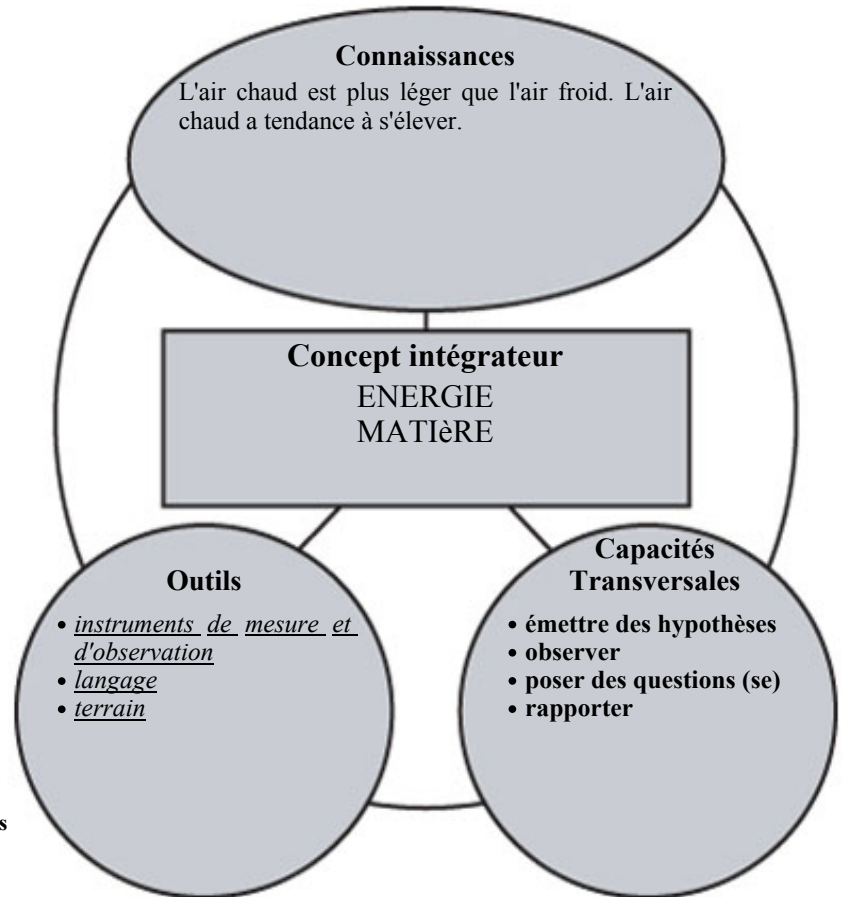 Connaissances
L'air chaud est plus léger que l'air froid. L'air
chaud a tendance à s'élever.
Concept intégrateur
ENERGIE
MATIèRE
Outils
• instruments de mesure et
d'observation
• langage
• terrain
Capacités
Transversales
• émettre des hypothèses
• observer
• poser des questions (se)
• rapporter
s